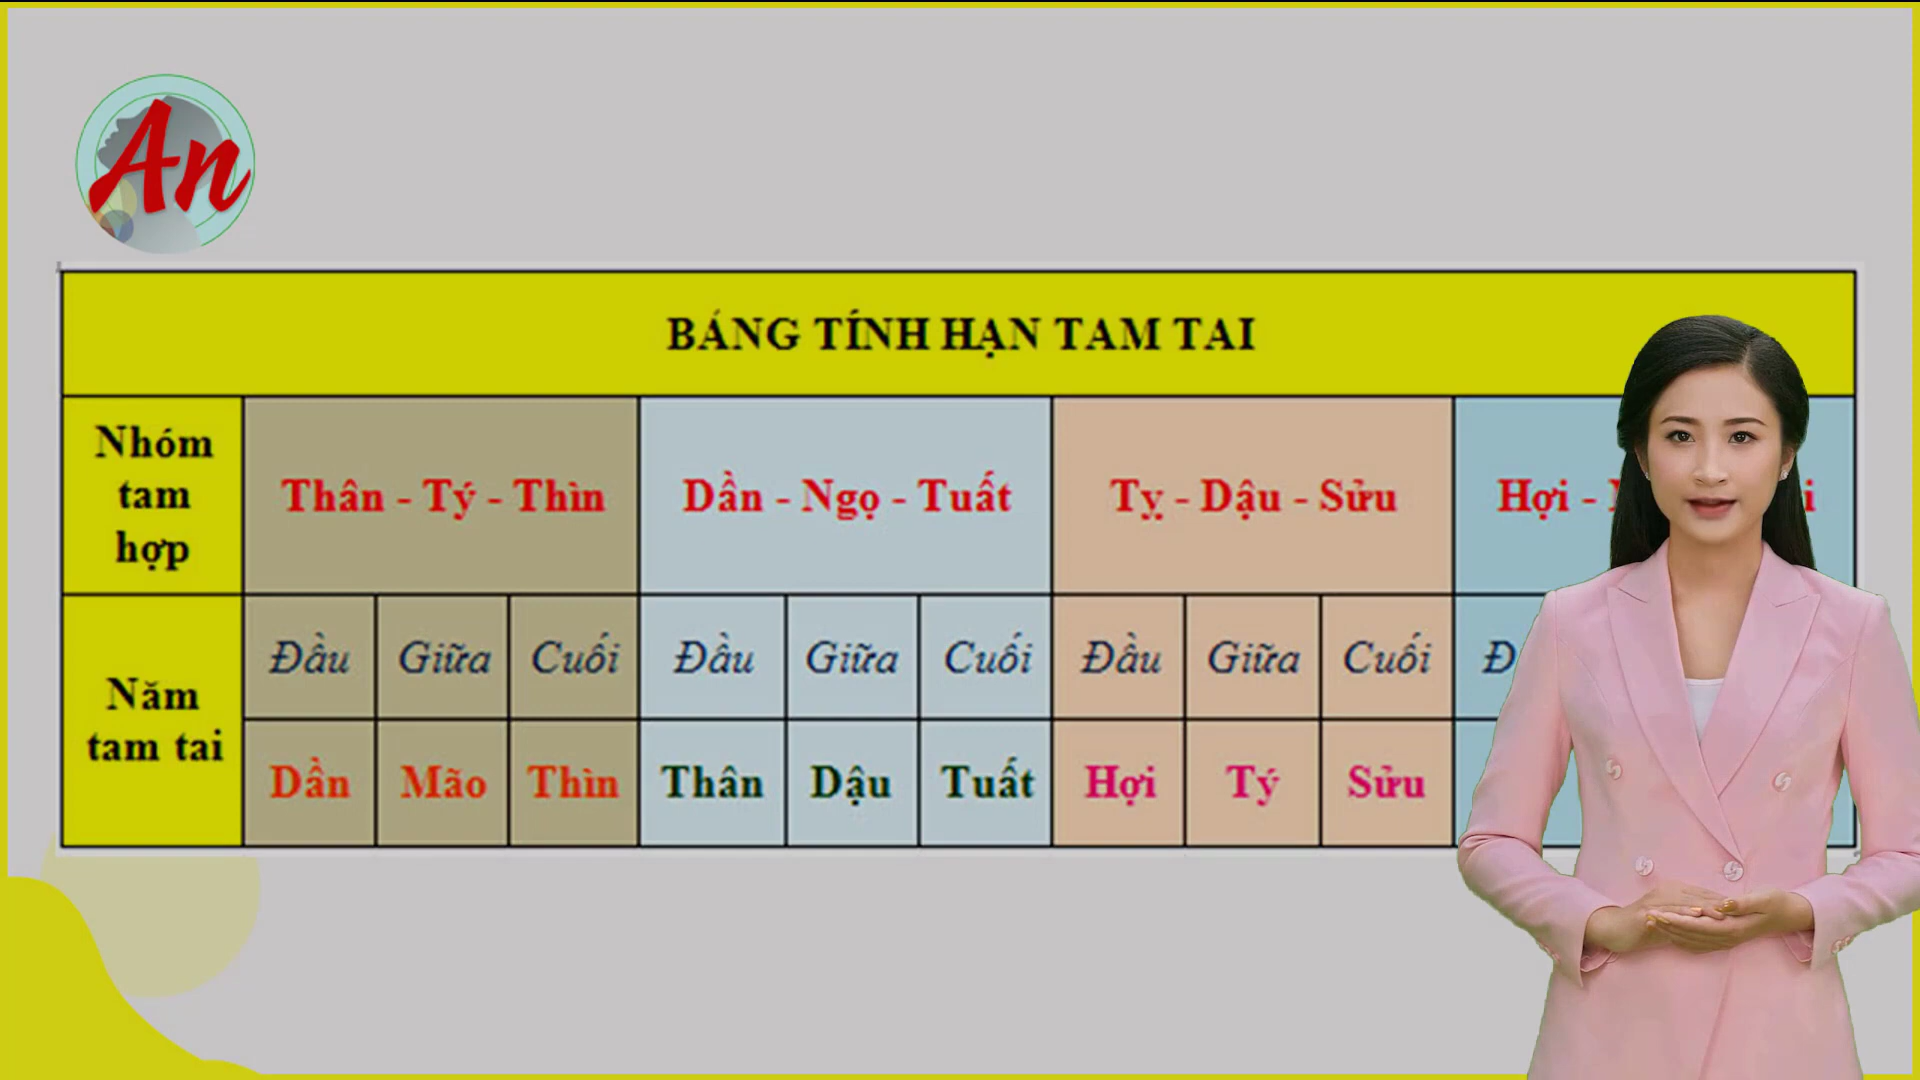 An
BẢNG TÍNH HẠN TAM TAI
Nhóm
tam
hợp
Thân - Tý - Thìn
Dần - Ngọ - Tuất
Tỵ - Dậu - Sửu
Hợi -
Năm
tam tai
Đầu Giữa Cuối Đầu Giữa Cuối Đầu Giữa Cuối
Dần Mão Thìn Thân Dậu Tuất Hợi Tý Sửu